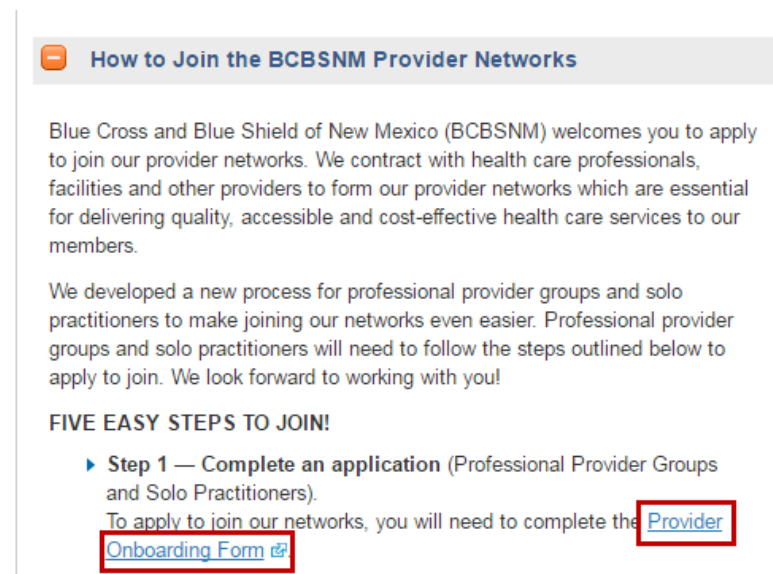 How to Join the BCBSNM Provider Networks
Blue Cross and Blue Shield of New Mexico (BCBSNM) welcomes you to apply
to join our provider networks. We contract with health care professionals,
facilities and other providers to form our provider networks which are essential
for delivering quality, accessible and cost-effective health care services to our
members.
We developed a new process for professional provider groups and solo
practitioners to make joining our networks even easier. Professional provider
groups and solo practitioners will need to follow the steps outlined below to
apply to join. We look forward to working with you!
FIVE EASY STEPS TO JOIN!
Step 1 — Complete an application (Professional Provider Groups
and Solo Practitioners).
To apply to join our networks, you will need to complete the Provider
Onboarding Form.